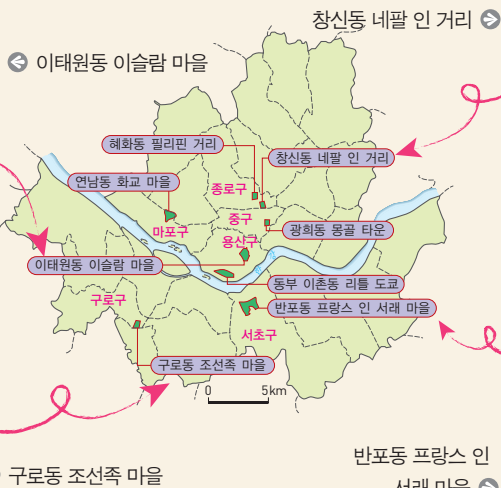 창신동 네팔 인 거리
이태원동 이슬람 마을
혜화동 필리핀 거리
창신동 네팔 인 거리
연남동 화교 마을
종로구
중구
마포구
광희동 몽골 타운
용산구
이태원동 이슬람 마을
동부 이촌동 리틀 도쿄
구로구
반포동 프랑스 인 서래 마을
서초구
구로동 조선족 마을
0 5km
반포동 프랑스 인
서래 마을
구로동 조선족 마을